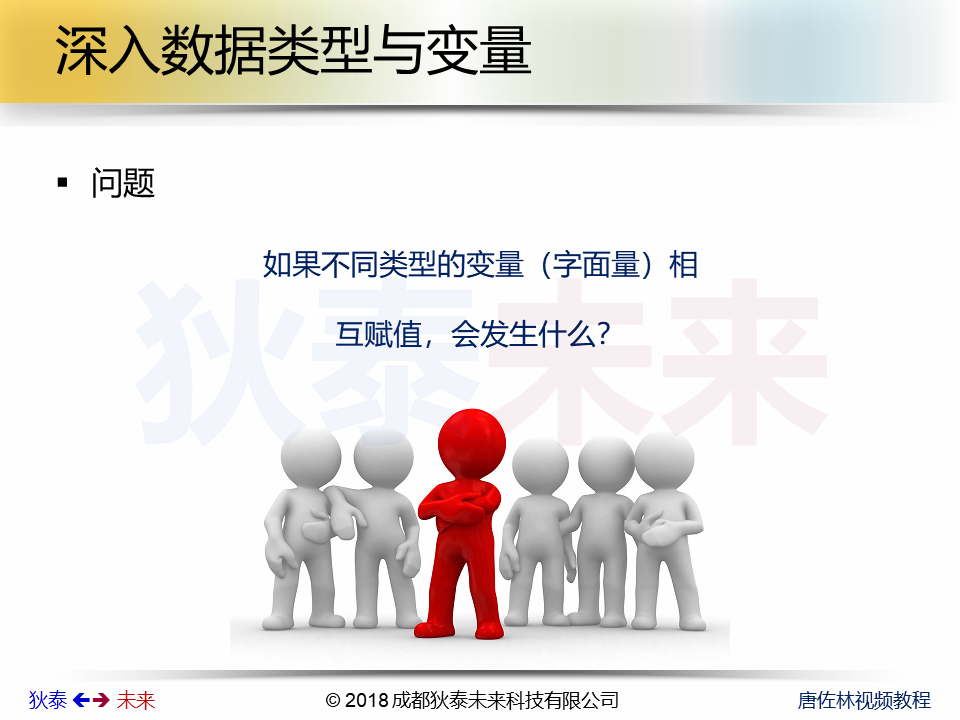 深入数据类型与变量
▪ 问题
如果不同类型的变量（字面量）相
互赋值，会发生什么？
狄泰未来
狄泰 未来
© 2018 成都狄泰未来科技有限公司
唐佐林视频教程